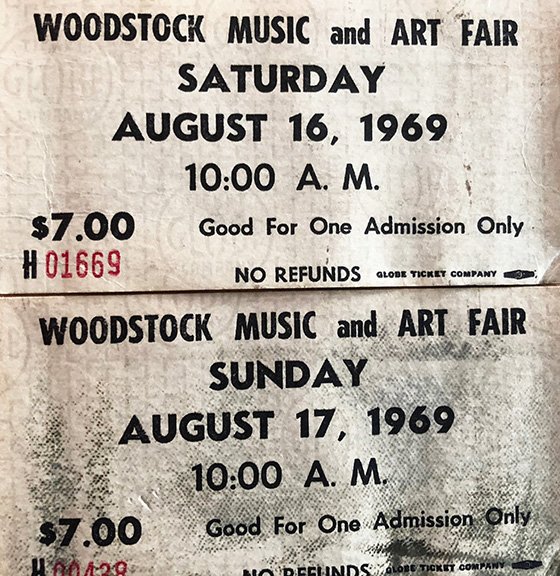 WOODSTOCK MUSIC and ART FAIR
SATURDAY
AUGUST 16, 1969
10:00 A. M.
$7.00 Good For One Admission Only
H 01669
NO REFUNDS GLOBE TICKET COMPANY
WOODSTOCK MUSIC and ART FAIR
SUNDAY
AUGUST 17, 1969
10:00 A. M.
$7.00 Good For One Admission Only
H 00428 NO REFUNDS GLOBE TICKET COMPANY